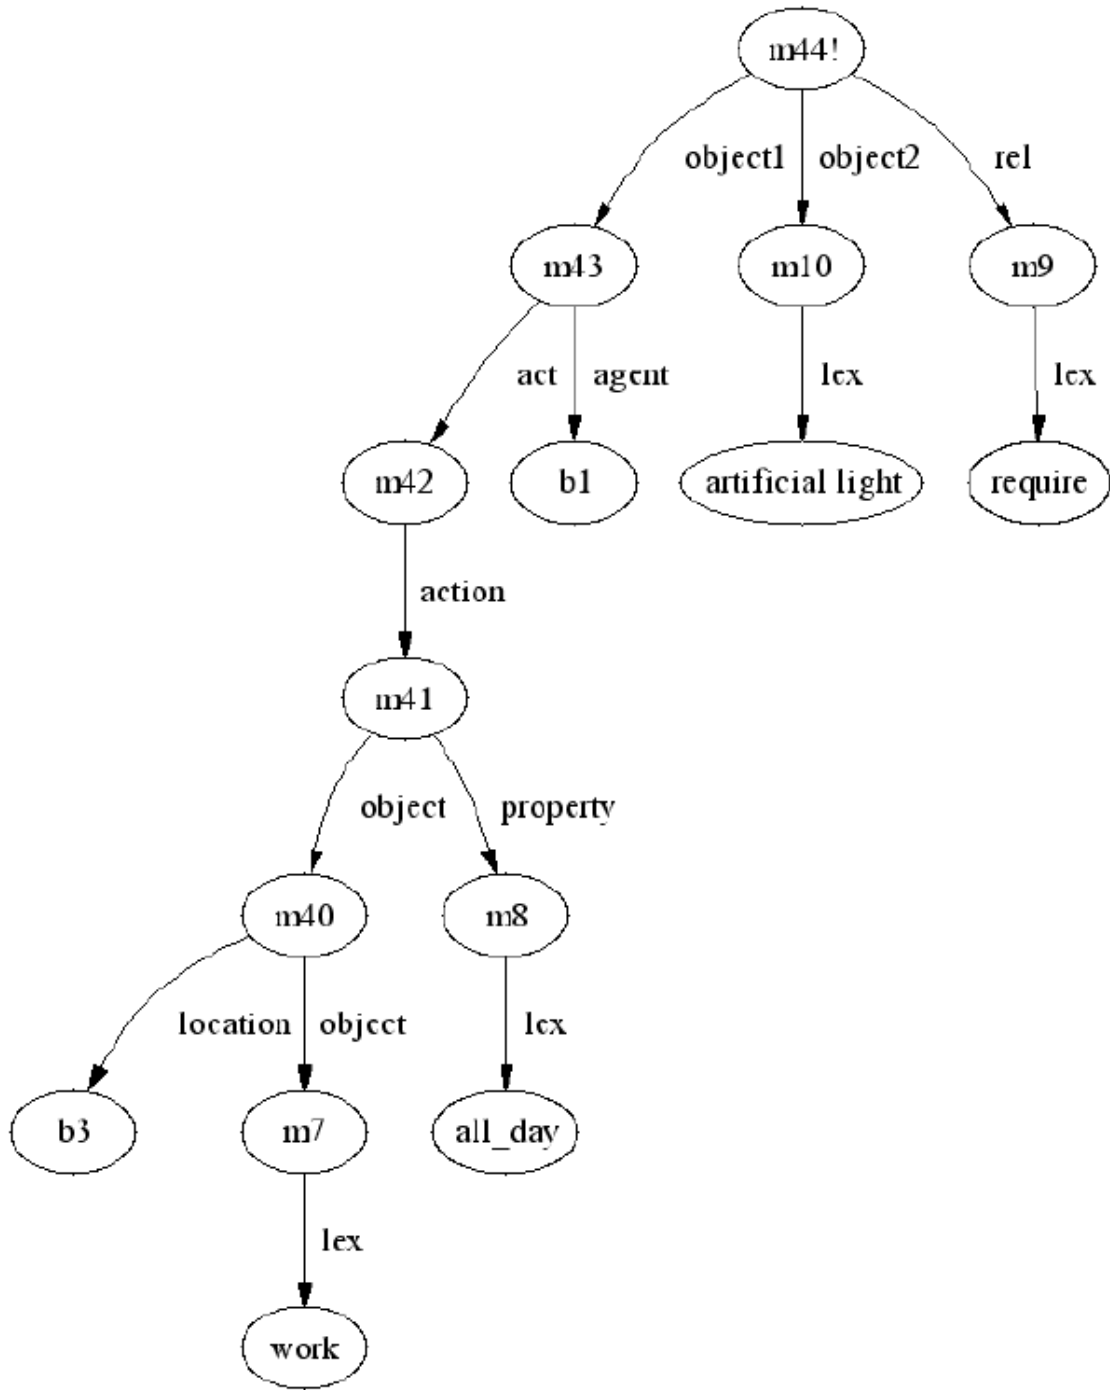 m44!
object1 object2 rel
m43 m10 m9
act agent lex lex
m42 b1 artificial light require
action
m41
object property
m40 m8
location object lex
b3 m7 all_day
lex
work